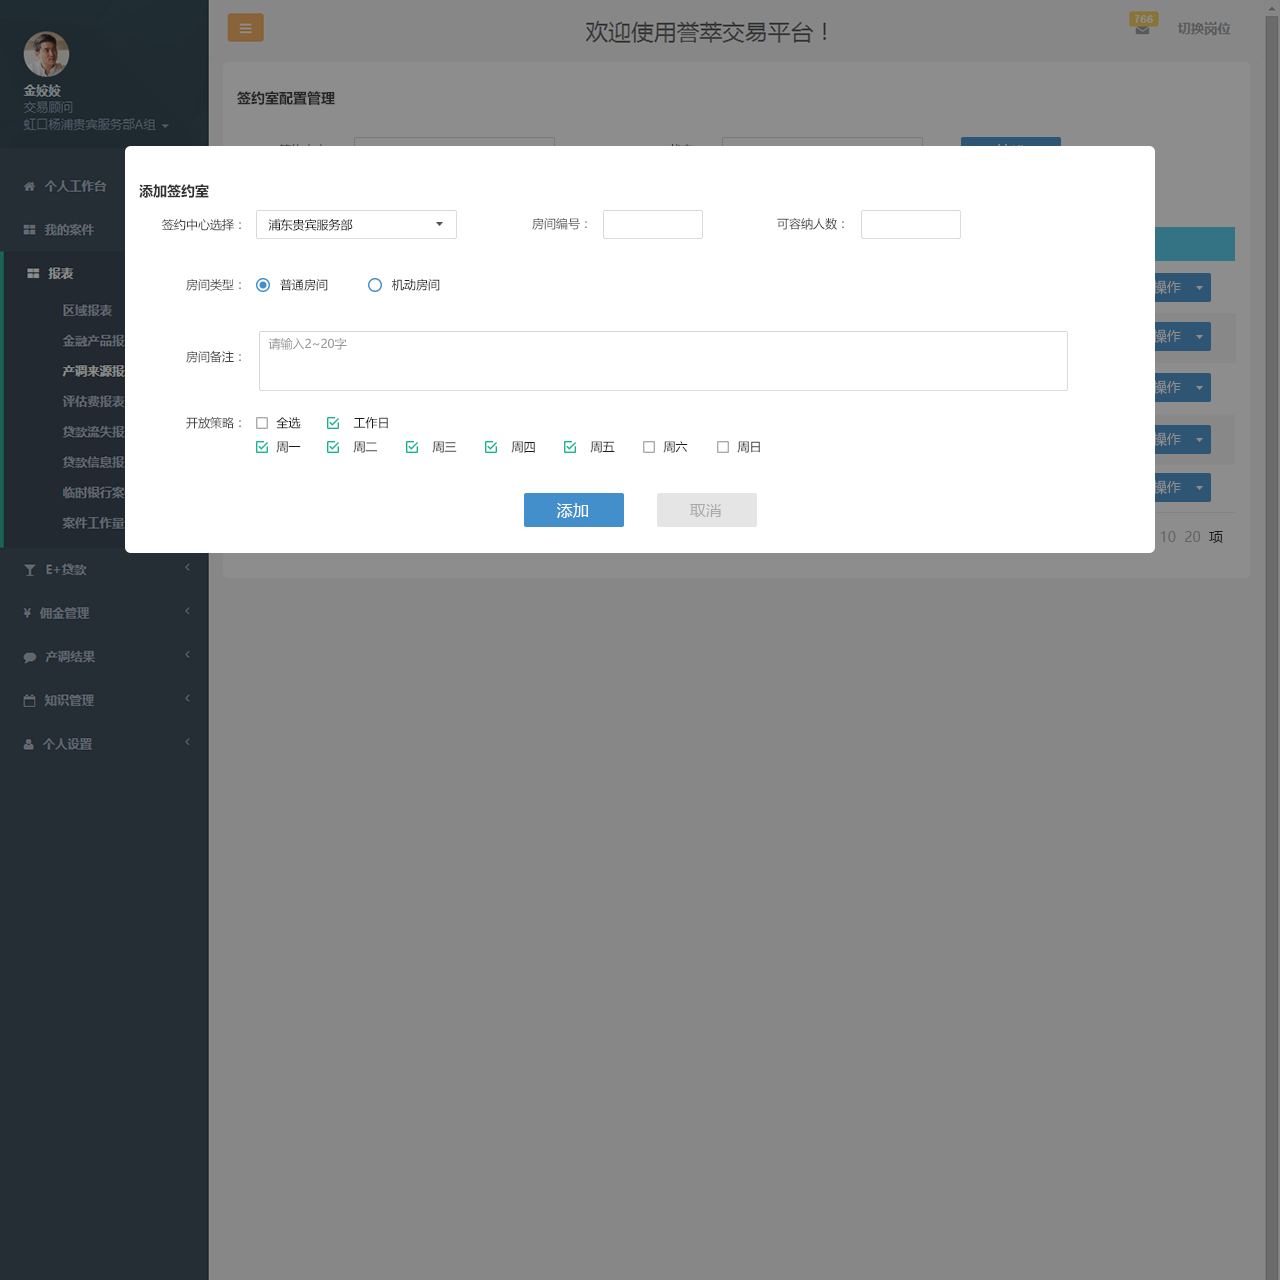 欢迎使用誉萃交易平台！
766
切换岗位
金姣姣
交易顾问
虹口杨浦贵宾服务部A组
个人工作台
我的案件
报表
区域报表
金融产品报
产调来源报
评估费报表
贷款流失报
贷款信息报
临时银行案
案件工作量
E+贷款
¥ 佣金管理
产调结果
知识管理
个人设置
签约室配置管理
添加签约室
签约中心选择： 浦东贵宾服务部 房间编号： 可容纳人数：
房间类型： 普通房间 机动房间
房间备注： 请输入2~20字
开放策略： 全选 工作日
周一 周二 周三 周四 周五 周六 周日
添加 取消
操作
操作
操作
操作
操作
10 20 项